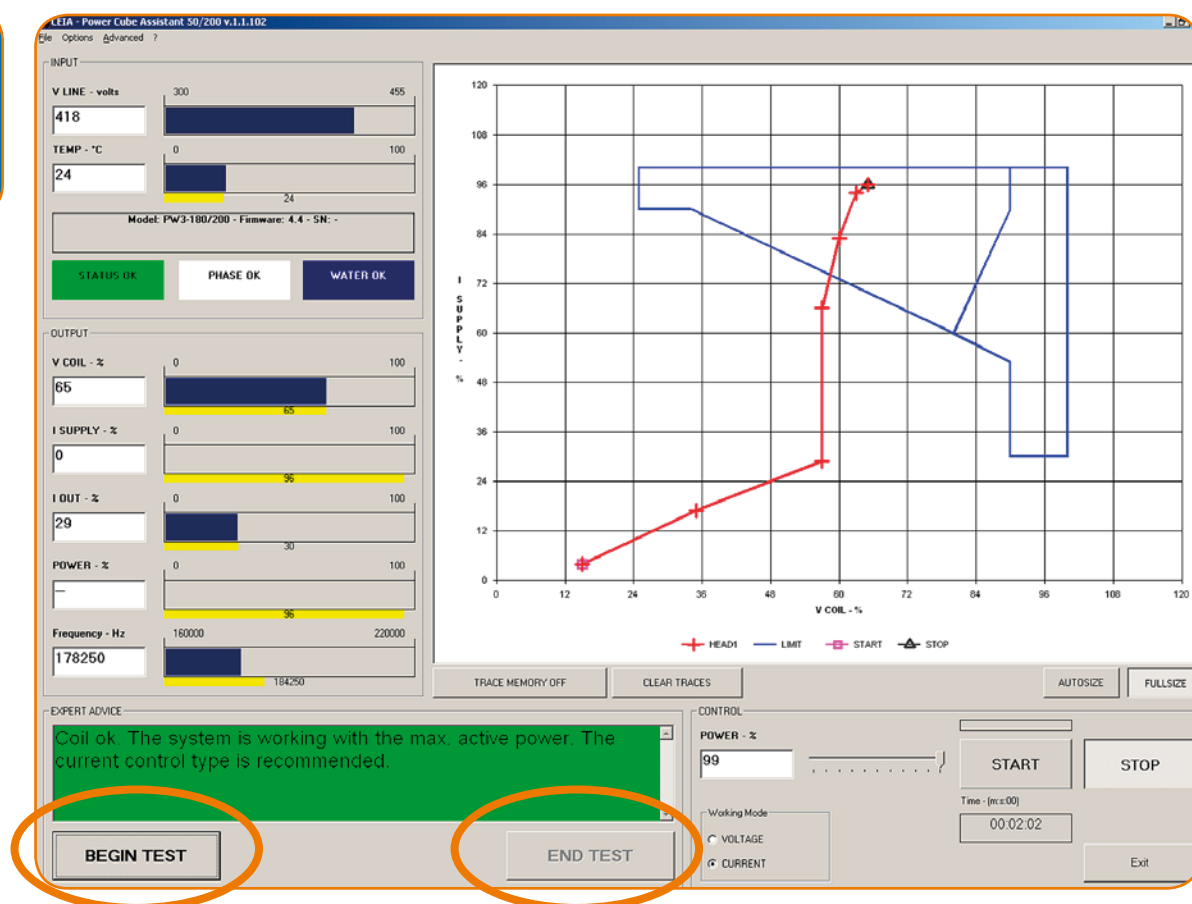 CEIA - Power Cube Assistant 50/200 v.1.1.102
File Options Advanced ?
INPUT
V LINE - volts
300 455
418
TEMP - °C
0 100
24
24
Model: PW3-180/200 - Firmware: 4.4 - SN: -
STATUS OK PHASE OK WATER OK
OUTPUT
V COIL - %
0 100
65
65
I SUPPLY - %
0 100
0
96
I OUT - %
0 100
29
30
POWER - %
0 100
–
96
Frequency - Hz
160000 220000
178250
184250
I SUPPLY - %
120
108
96
84
72
60
48
36
24
12
0
0 12 24 36 48 60 72 84 96 108 120
V COIL - %
HEAD1 LIMIT START STOP
TRACE MEMORY OFF CLEAR TRACES AUTOSIZE FULLSIZE
EXPERT ADVICE
Coil ok. The system is working with the max. active power. The
current control type is recommended.
BEGIN TEST END TEST
CONTROL
POWER - %
99
START STOP
Working Mode
VOLTAGE
CURRENT
Time - (m:s:00)
00:02:02
Exit